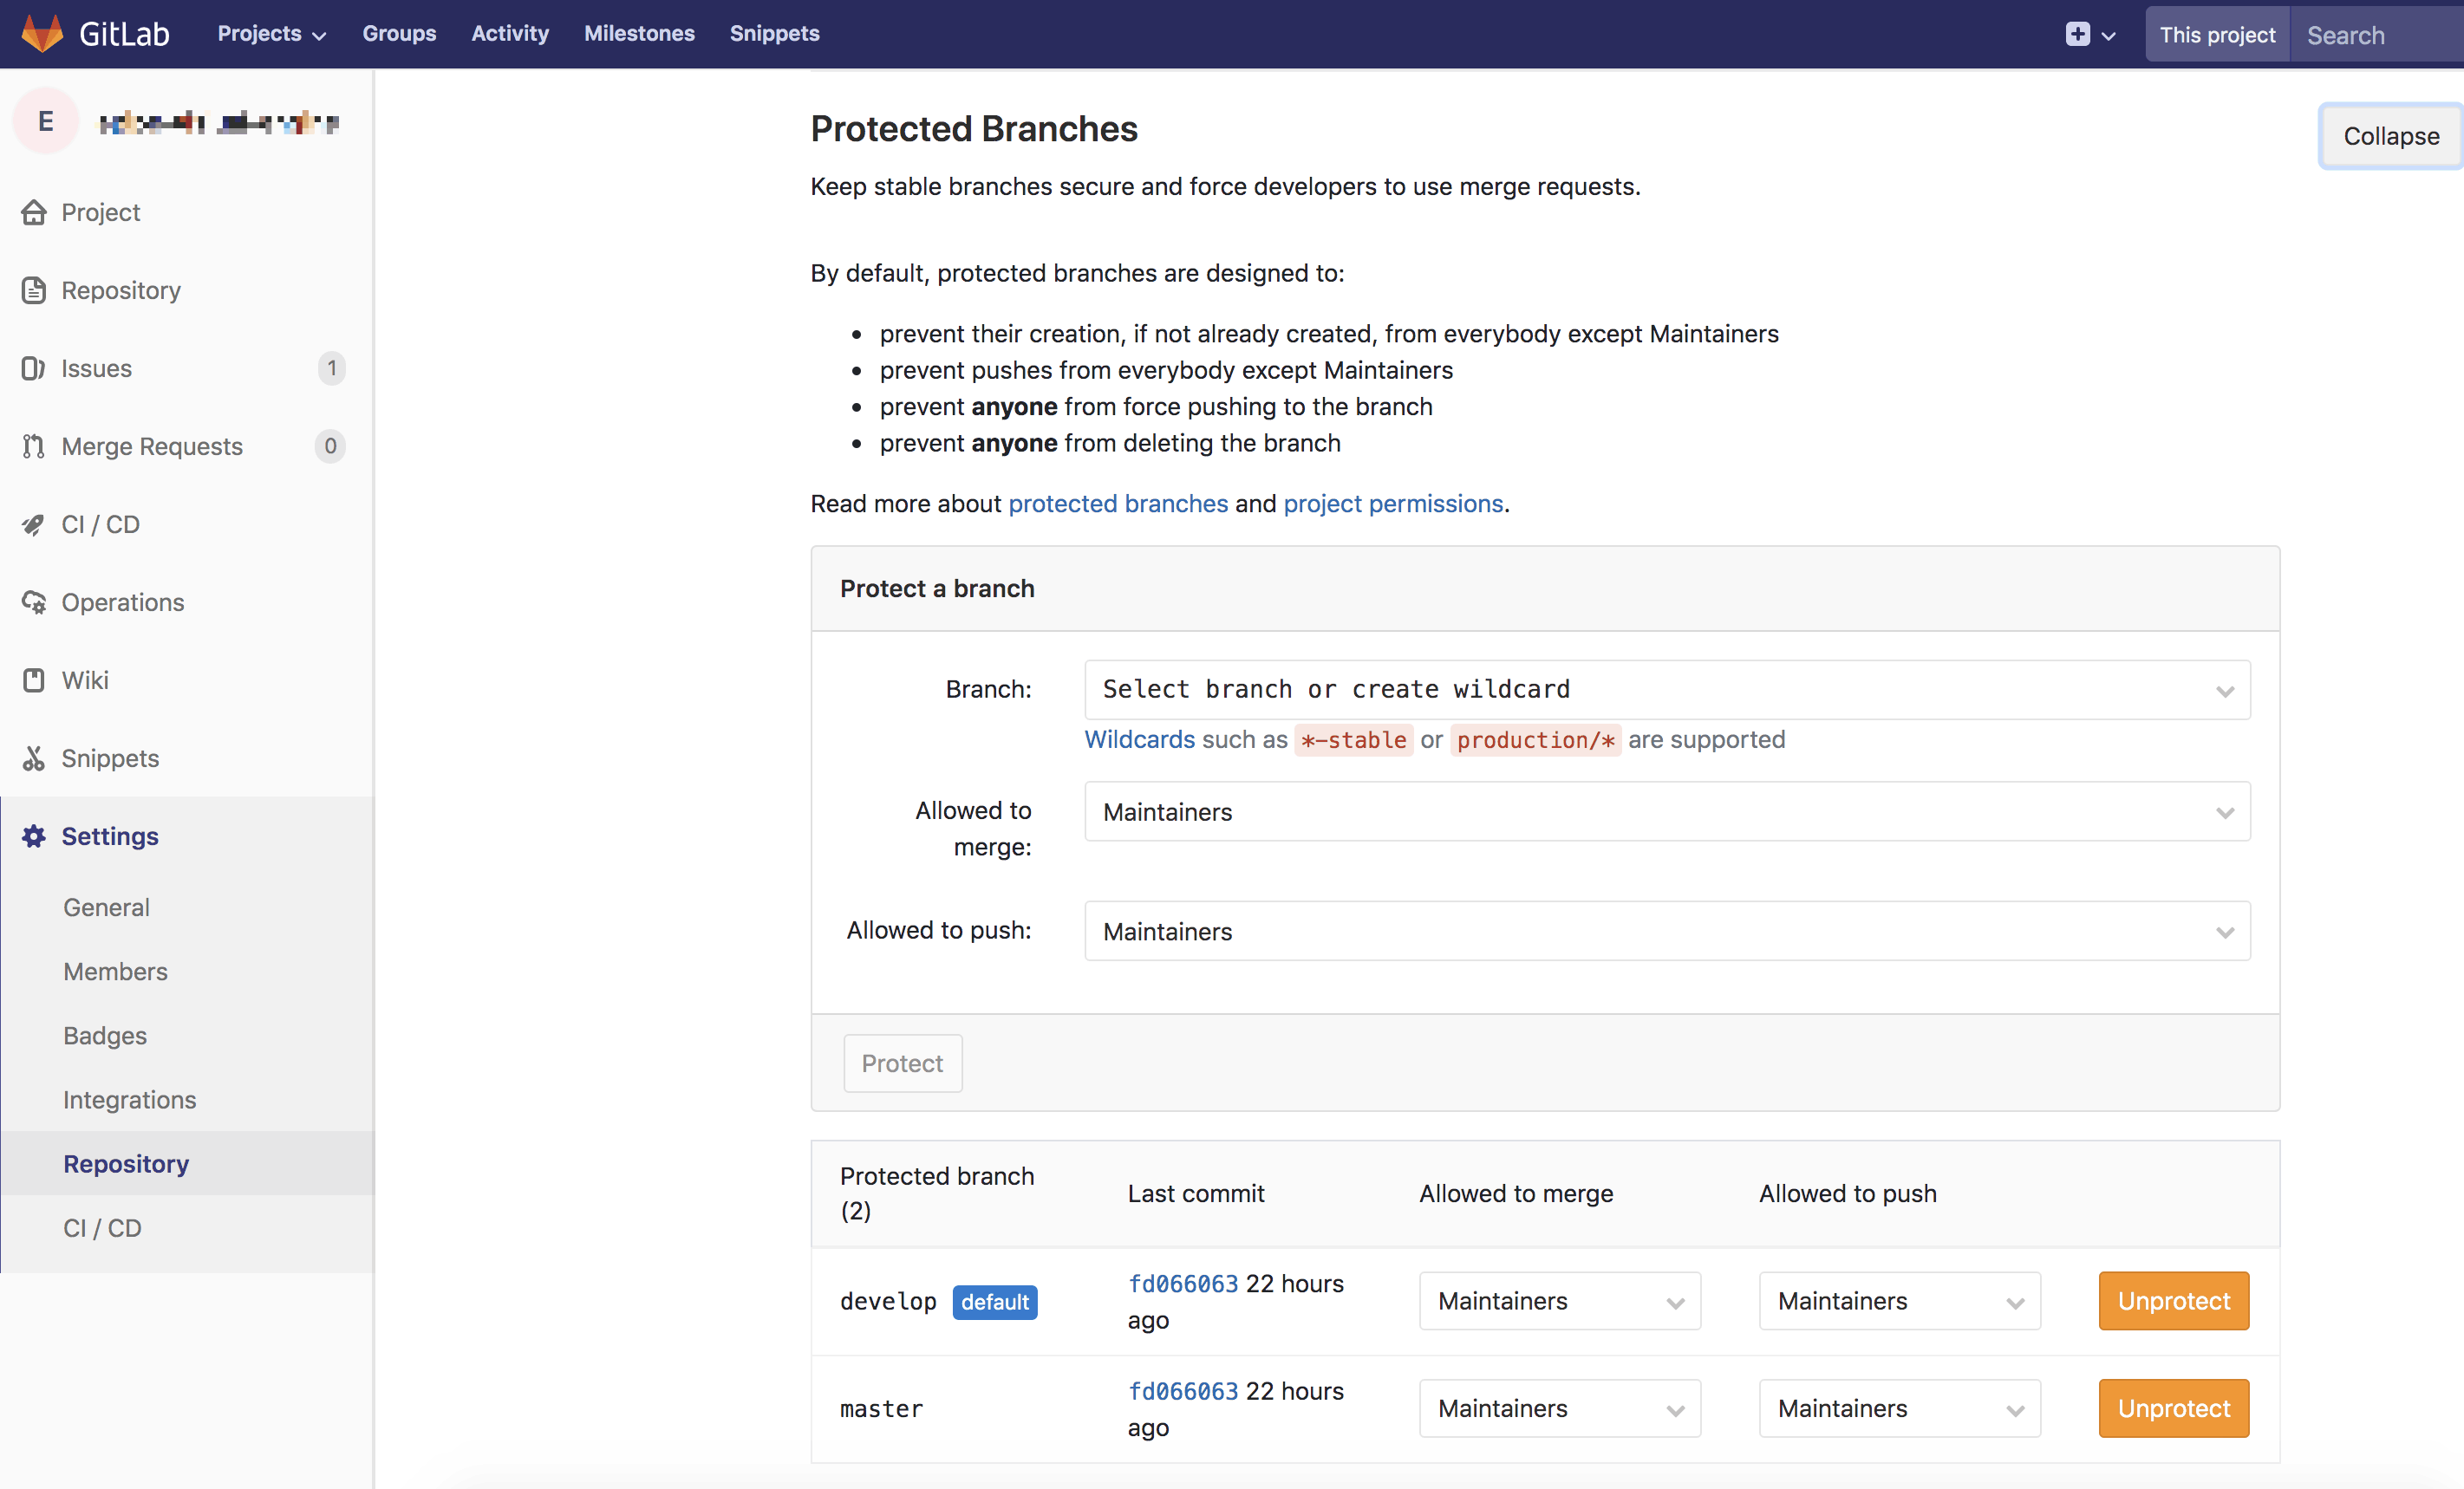 GitLab Projects Groups Activity Milestones Snippets This project Search
E
Project
Repository
Issues 1
Merge Requests 0
CI / CD
Operations
Wiki
Snippets
Settings
General
Members
Badges
Integrations
Repository
CI / CD
Protected Branches
Collapse
Keep stable branches secure and force developers to use merge requests.
By default, protected branches are designed to:
• prevent their creation, if not already created, from everybody except Maintainers
• prevent pushes from everybody except Maintainers
• prevent anyone from force pushing to the branch
• prevent anyone from deleting the branch
Read more about protected branches and project permissions.
Protect a branch
Branch: Select branch or create wildcard
Wildcards such as *-stable or production/* are supported
Allowed to
merge: Maintainers
Allowed to push: Maintainers
Protect
Protected branch
(2) Last commit Allowed to merge Allowed to push
develop default fd066063 22 hours
ago Maintainers Maintainers Unprotect
master fd066063 22 hours
ago Maintainers Maintainers Unprotect